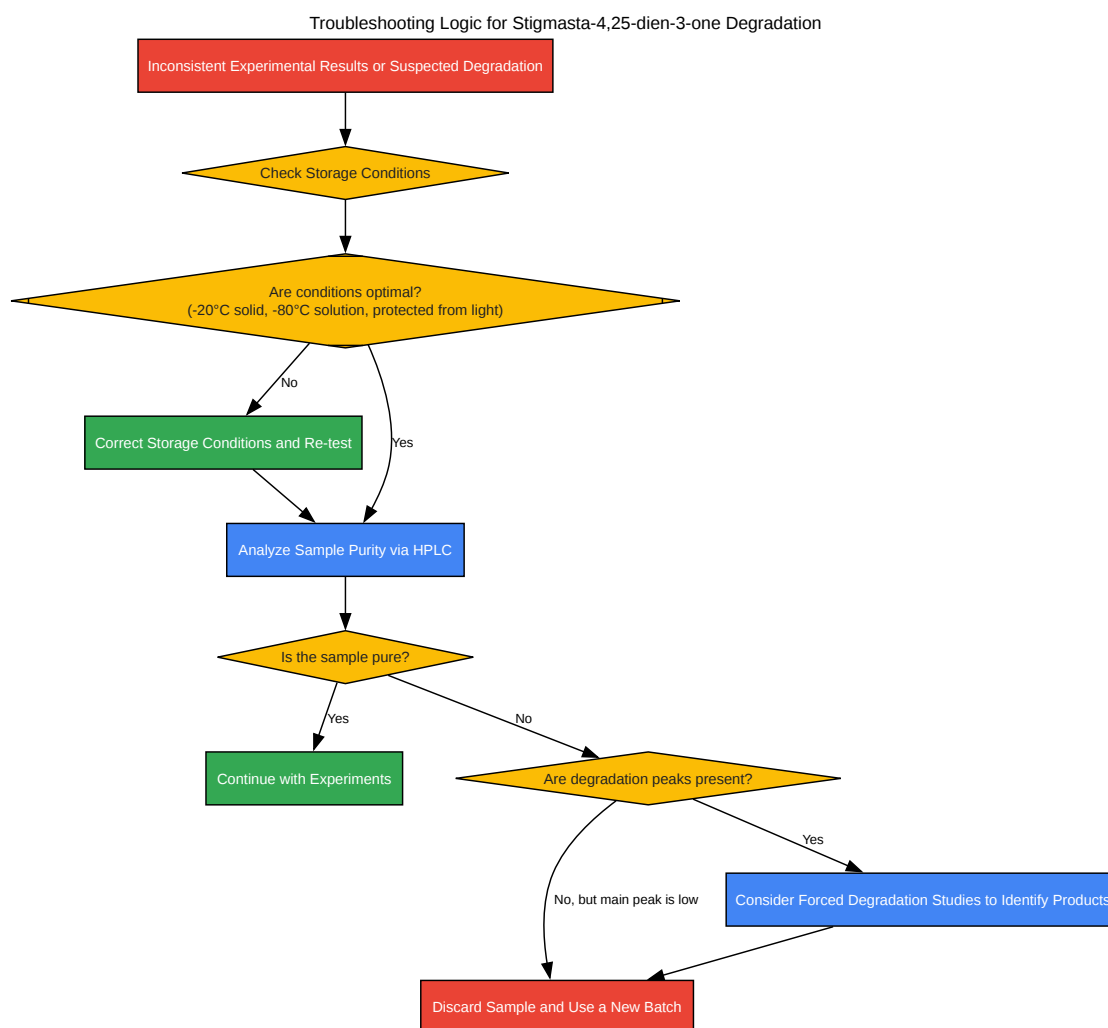 Troubleshooting Logic for Stigmasta-4,25-dien-3-one Degradation
Inconsistent Experimental Results or Suspected Degradation
Check Storage Conditions
Are conditions optimal?
(-20°C solid, -80°C solution, protected from light)
No
Correct Storage Conditions and Re-test
Yes
Analyze Sample Purity via HPLC
Is the sample pure?
Yes
No
Continue with Experiments
Are degradation peaks present?
Yes
No, but main peak is low
Consider Forced Degradation Studies to Identify Products
Discard Sample and Use a New Batch